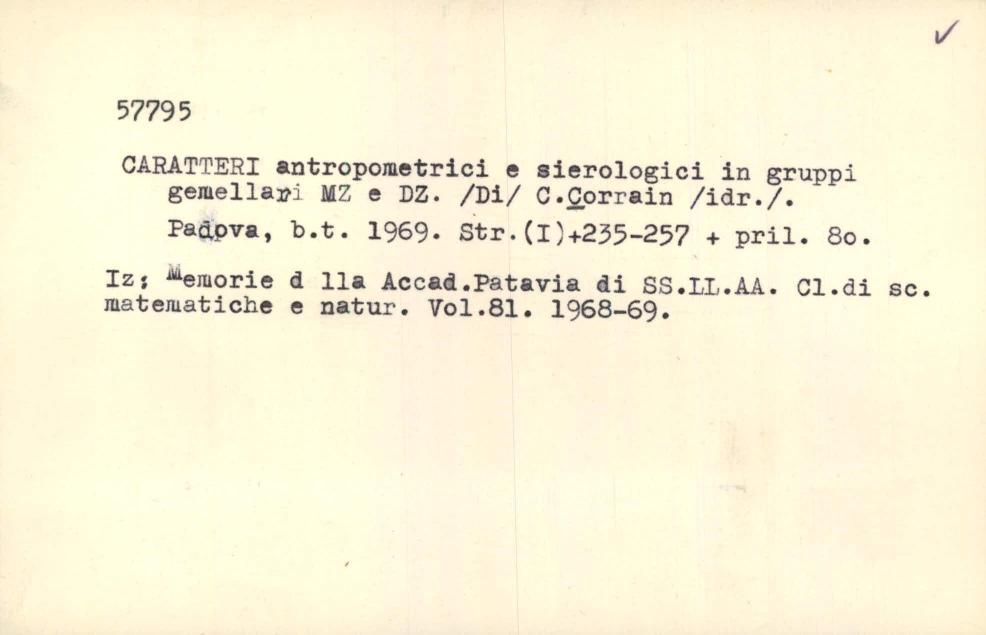 57795
CARATTERI antropometrici e sierologici in gruppi
gemellari MZ e DZ. /Di/ C.Corrain /idr./.
Padova, b.t. 1969. Str.(I)+235-257 + pril. 8o.
Iz: Memorie d lla Accad.Patavia di SS.LL.AA. Cl.di sc.
matematiche e natur. Vol.81. 1968-69.